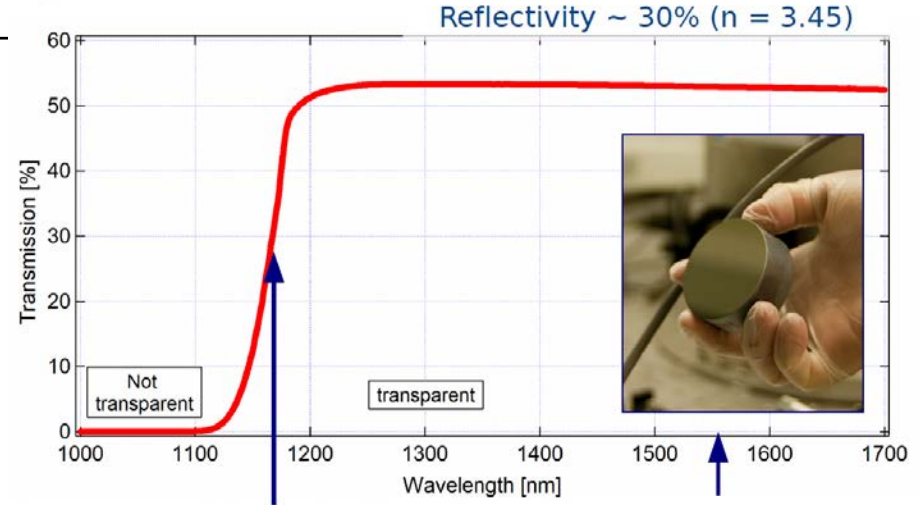 Reflectivity ~ 30% (n = 3.45)
60
50
40
30
20
10
0
Transmission [%]
Not
transparent
transparent
1000 1100 1200 1300 1400 1500 1600 1700
Wavelength [nm]